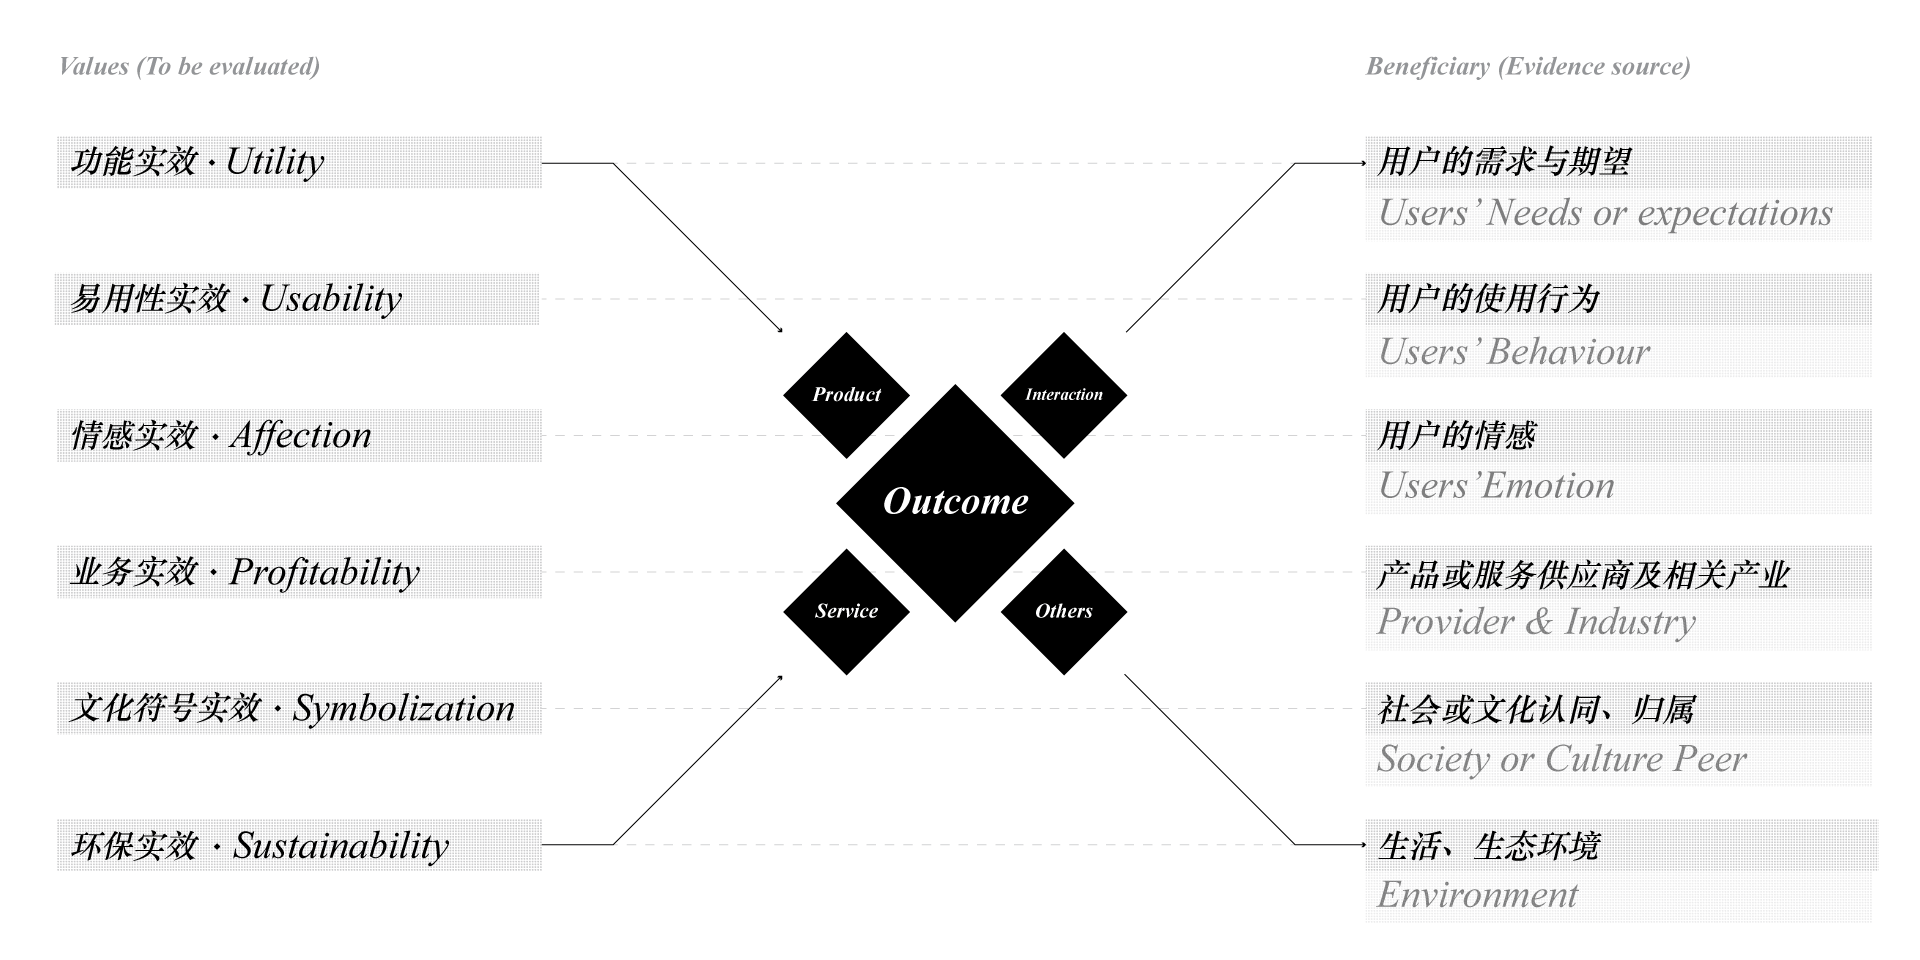 Values (To be evaluated)
Beneficiary (Evidence source)
功能实效 · Utility
易用性实效 · Usability
情感实效 · Affection
业务实效 · Profitability
文化符号实效 · Symbolization
环保实效 · Sustainability
Product
Interaction
Outcome
Service
Others
用户的需求与期望
Users’ Needs or expectations
用户的使用行为
Users’ Behaviour
用户的情感
Users’Emotion
产品或服务供应商及相关产业
Provider & Industry
社会或文化认同、归属
Society or Culture Peer
生活、生态环境
Environment